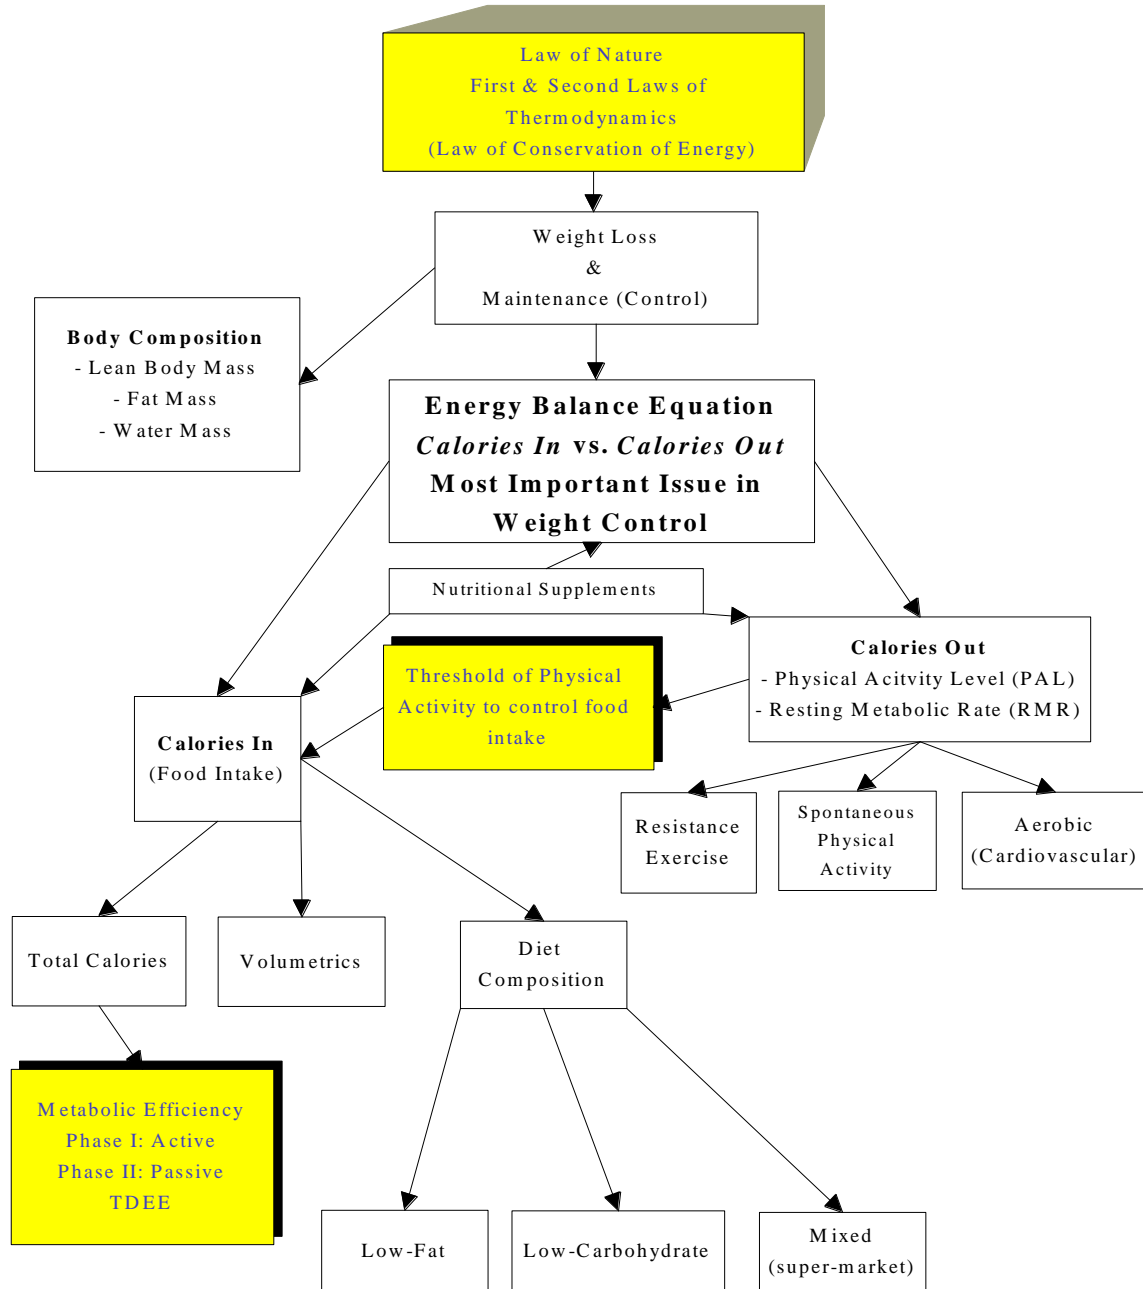 Law of Nature
First & Second Laws of
Thermodynamics
(Law of Conservation of Energy)
Weight Loss
&
Maintenance (Control)
Body Composition
- Lean Body Mass
- Fat Mass
- Water Mass
Energy Balance Equation
Calories In vs. Calories Out
Most Important Issue in
Weight Control
Nutritional Supplements
Calories Out
- Physical Acitvity Level (PAL)
- Resting Metabolic Rate (RMR)
Threshold of Physical
Activity to control food
intake
Calories In
(Food Intake)
Resistance
Exercise
Spontaneous
Physical
Activity
Aerobic
(Cardiovascular)
Total Calories
Volumetrics
Diet
Composition
Metabolic Efficiency
Phase I: Active
Phase II: Passive
TDEE
Low-Fat
Low-Carbohydrate
Mixed
(super-market)